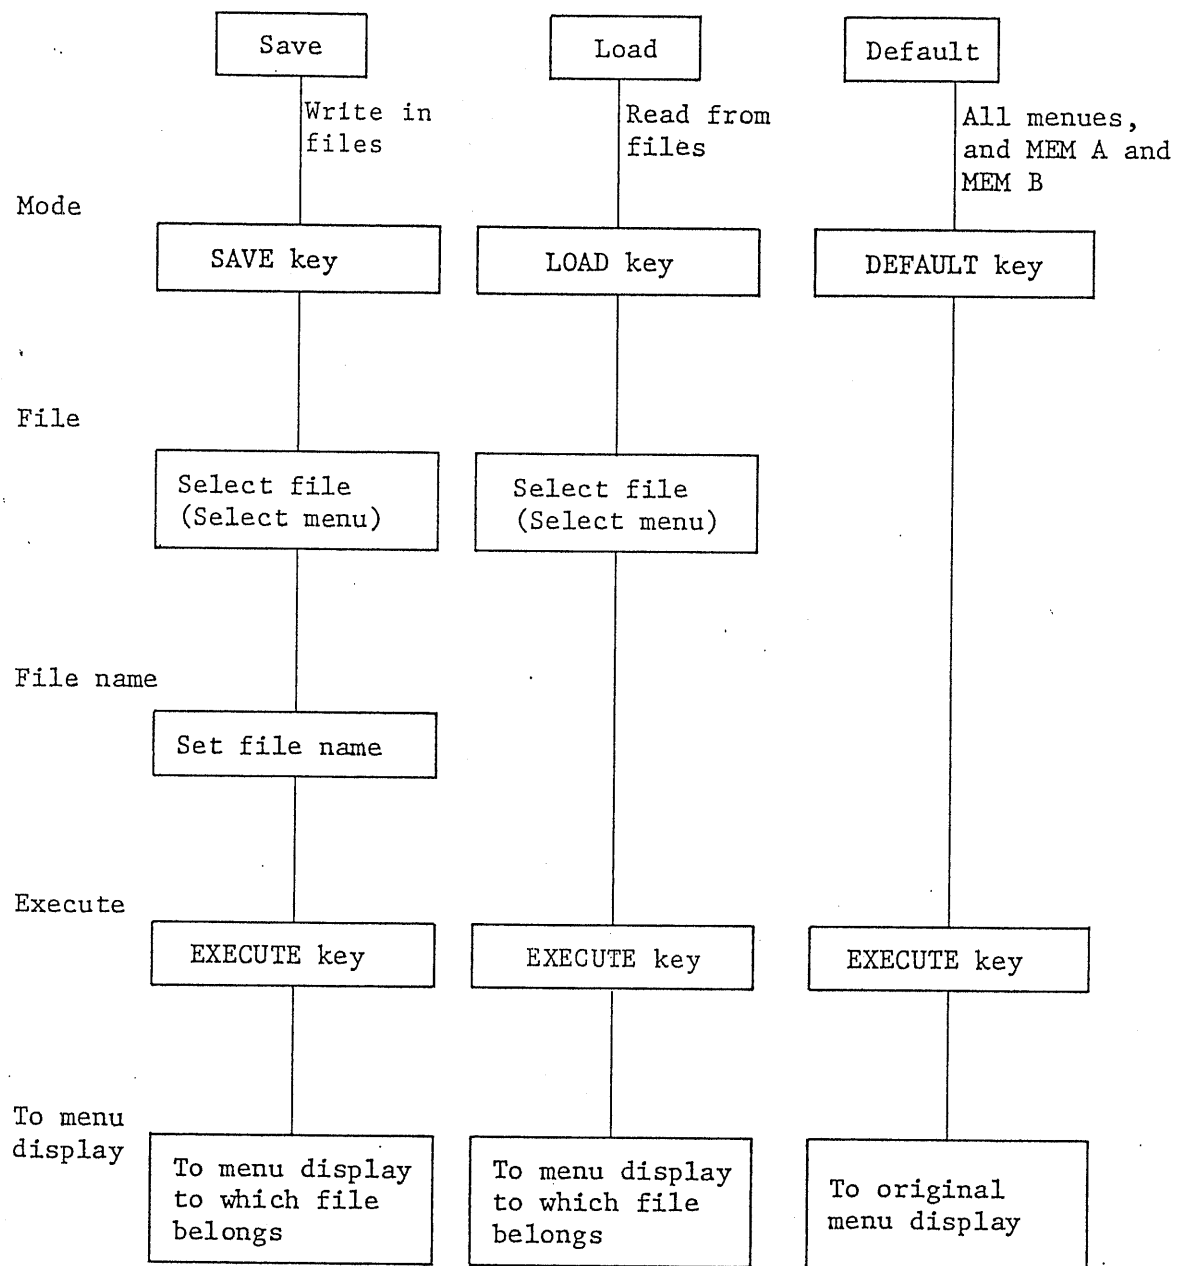 Save
Load
Default
Write in
files
Read from
files
All menues,
and MEM A and
MEM B
Mode
SAVE key
LOAD key
DEFAULT key
File
Select file
(Select menu)
Select file
(Select menu)
File name
Set file name
Execute
EXECUTE key
EXECUTE key
EXECUTE key
To menu
display
To menu display
to which file
belongs
To menu display
to which file
belongs
To original
menu display